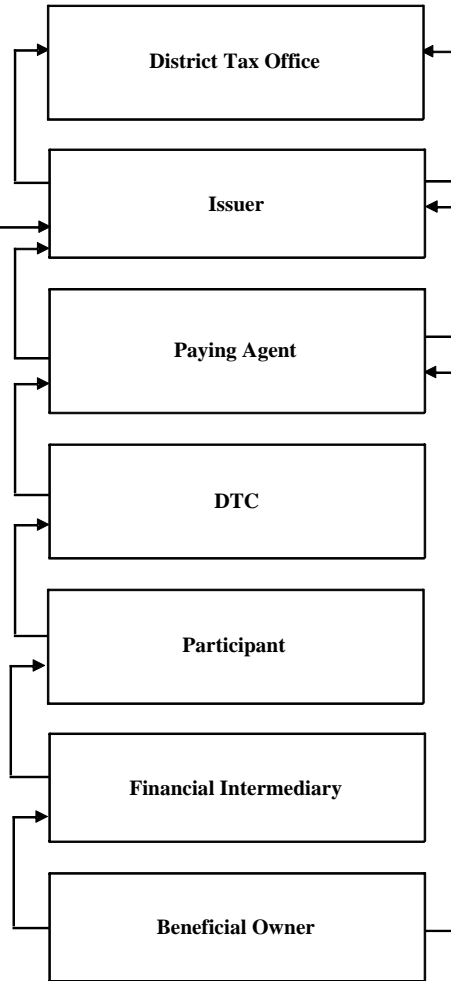 District Tax Office
Issuer
Paying Agent
DTC
Participant
Financial Intermediary
Beneficial Owner